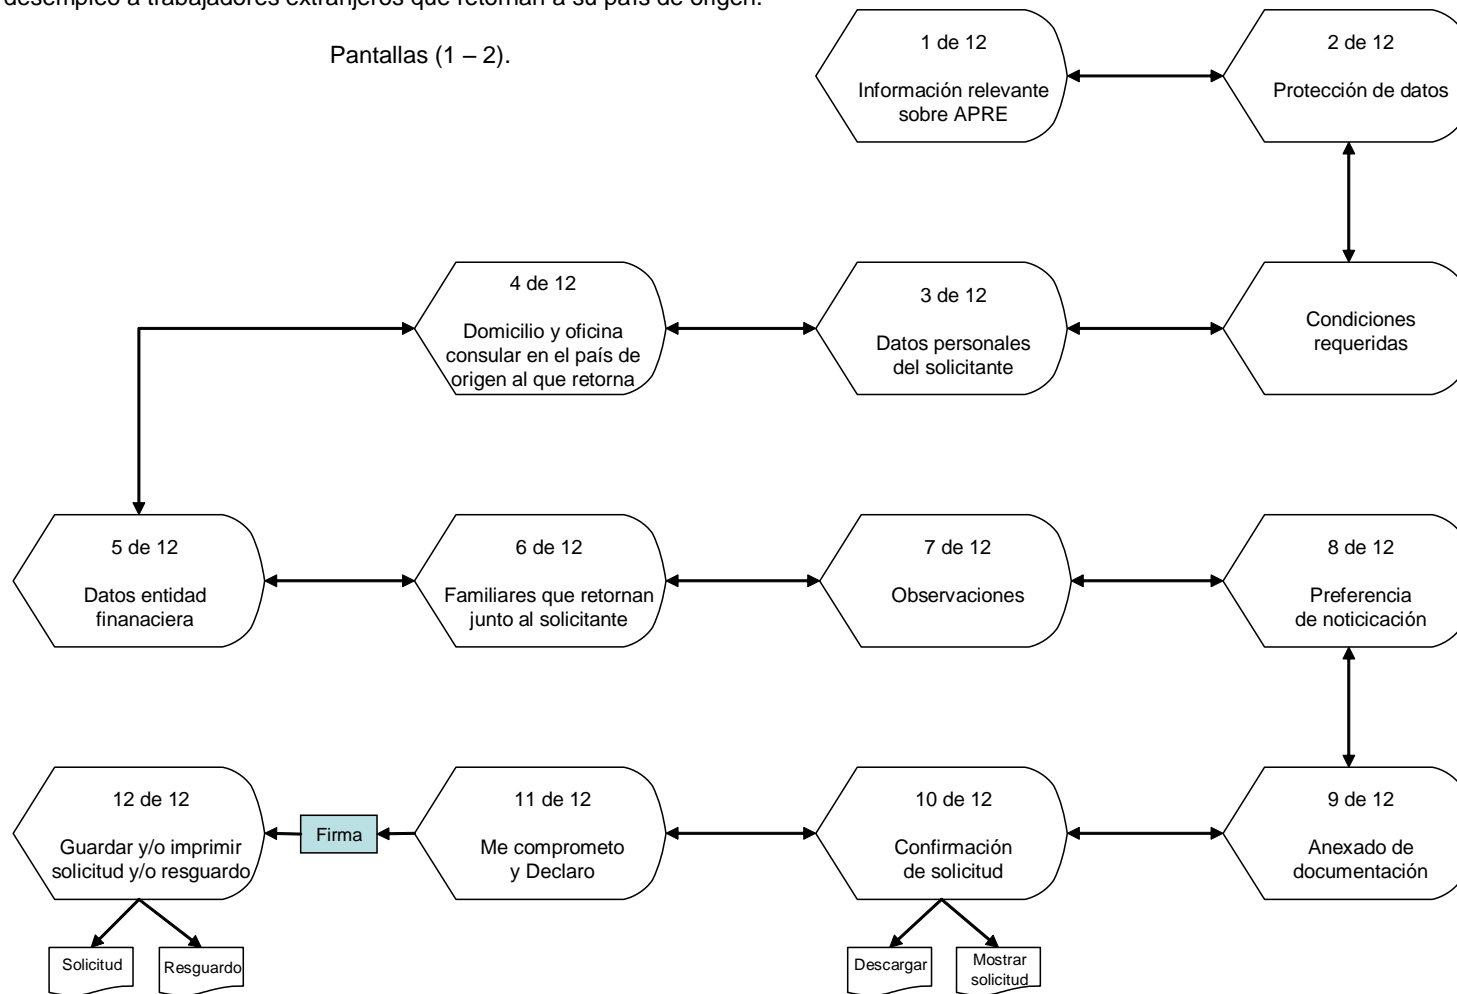 desempleo a trabajadores extranjeros que retornan a su país de origen.
Pantallas (1 – 2).
1 de 12
Información relevante
sobre APRE
2 de 12
Protección de datos
4 de 12
Domicilio y oficina
consular en el país de
origen al que retorna
3 de 12
Datos personales
del solicitante
Condiciones
requeridas
5 de 12
Datos entidad
finanaciera
6 de 12
Familiares que retornan
junto al solicitante
7 de 12
Observaciones
8 de 12
Preferencia
de noticicación
12 de 12
Guardar y/o imprimir
solicitud y/o resguardo
Firma
11 de 12
Me comprometo
y Declaro
10 de 12
Confirmación
de solicitud
9 de 12
Anexado de
documentación
Solicitud
Resguardo
Descargar
Mostrar
solicitud